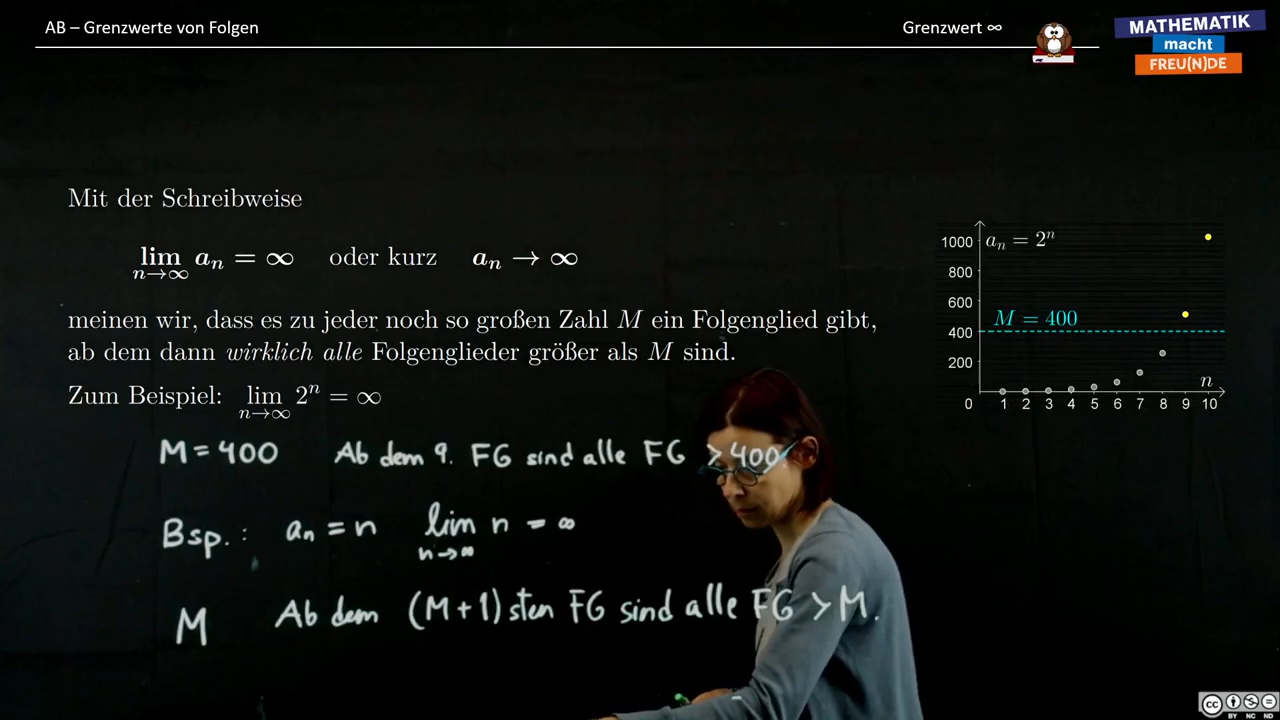 AB – Grenzwerte von Folgen
Grenzwert ∞
MATHEMATIK
macht
FREU(N)DE
Mit der Schreibweise
lim n→∞ aₙ = ∞ oder kurz aₙ → ∞
meinen wir, dass es zu jeder noch so großen Zahl M ein Folgenglied gibt,
ab dem dann wirklich alle Folgenglieder größer als M sind.
Zum Beispiel: lim n→∞ 2ⁿ = ∞
M = 400 Ab dem 9. FG sind alle FG > 400
Bsp.: aₙ = n lim n→∞ n = ∞
M Ab dem (M+1)sten FG sind alle FG > M.
aₙ = 2ⁿ
1000
800
600
M = 400
400
200
n
0 1 2 3 4 5 6 7 8 9 10
cc
BY NC ND